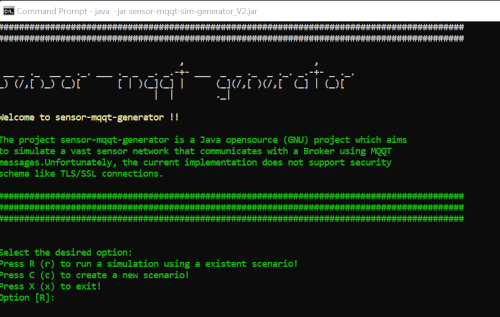 Command Prompt - java -jar sensor-mqqt-sim-generator_V2.jar
################################################################################
################################################################################
Welcome to sensor-mqqt-generator !!
The project sensor-mqqt-generator is a Java opensource (GNU) project which aims
to simulate a vast sensor network that communicates with a Broker using MQQT
messages.Unfortunately, the current implementation does not support security
schema like TLS/SSL connections.
################################################################################
################################################################################
################################################################################
Select the desired option:
Press R (r) to run a simulation using a existent scenario!
Press C (c) to create a new scenario!
Press X (x) to exit!
Option [R]: